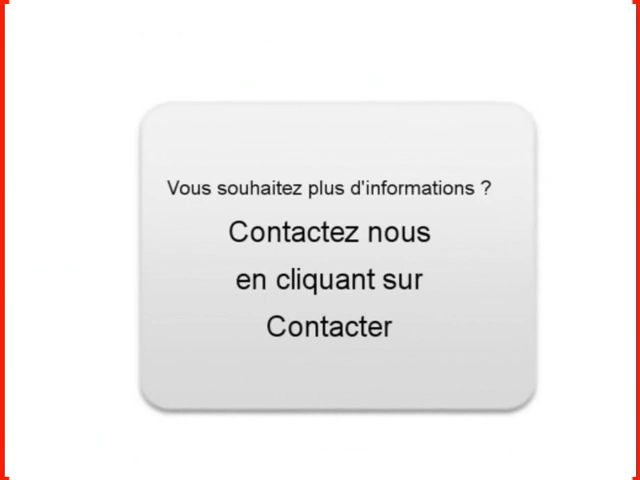 Vous souhaitez plus d'informations ?
Contactez nous
en cliquant sur
Contacter